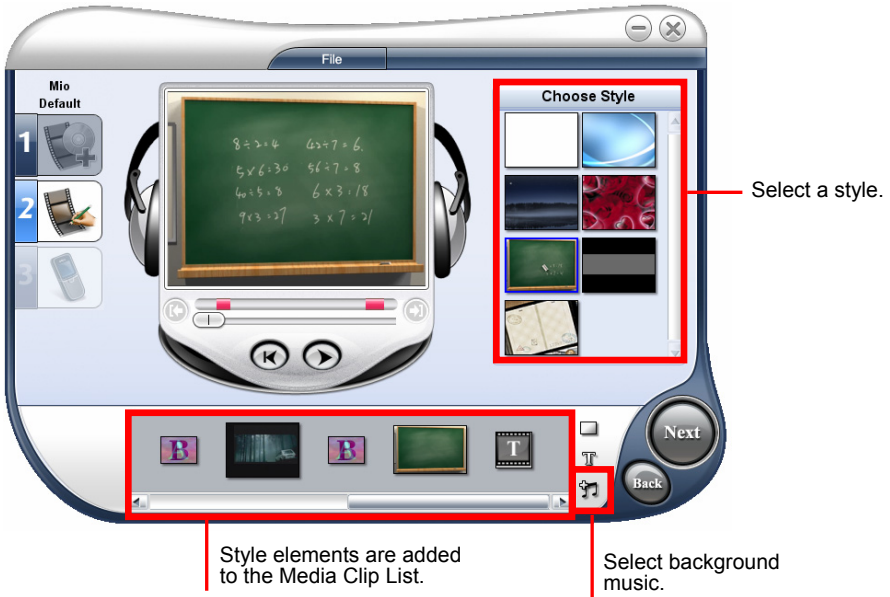 File
Mio
Default
1
2
3
8÷2=4 42÷7=6.
5×6=30 56÷7=8
40÷5=8 6×3=18
9×3=27 3×7=21
Choose Style
Select a style.
B
B
T
T
Next
Back
Style elements are added
to the Media Clip List.
Select background
music.